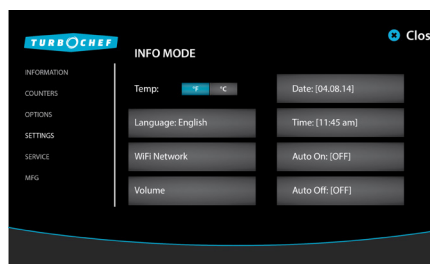 TURBOCHEF
Clos
INFO MODE
INFORMATION
COUNTERS
OPTIONS
SETTINGS
SERVICE
MFG
Temp: °F °C
Date: [04.08.14]
Language: English
Time: [11:45 am]
WiFi Network
Auto On: [OFF]
Volume
Auto Off: [OFF]